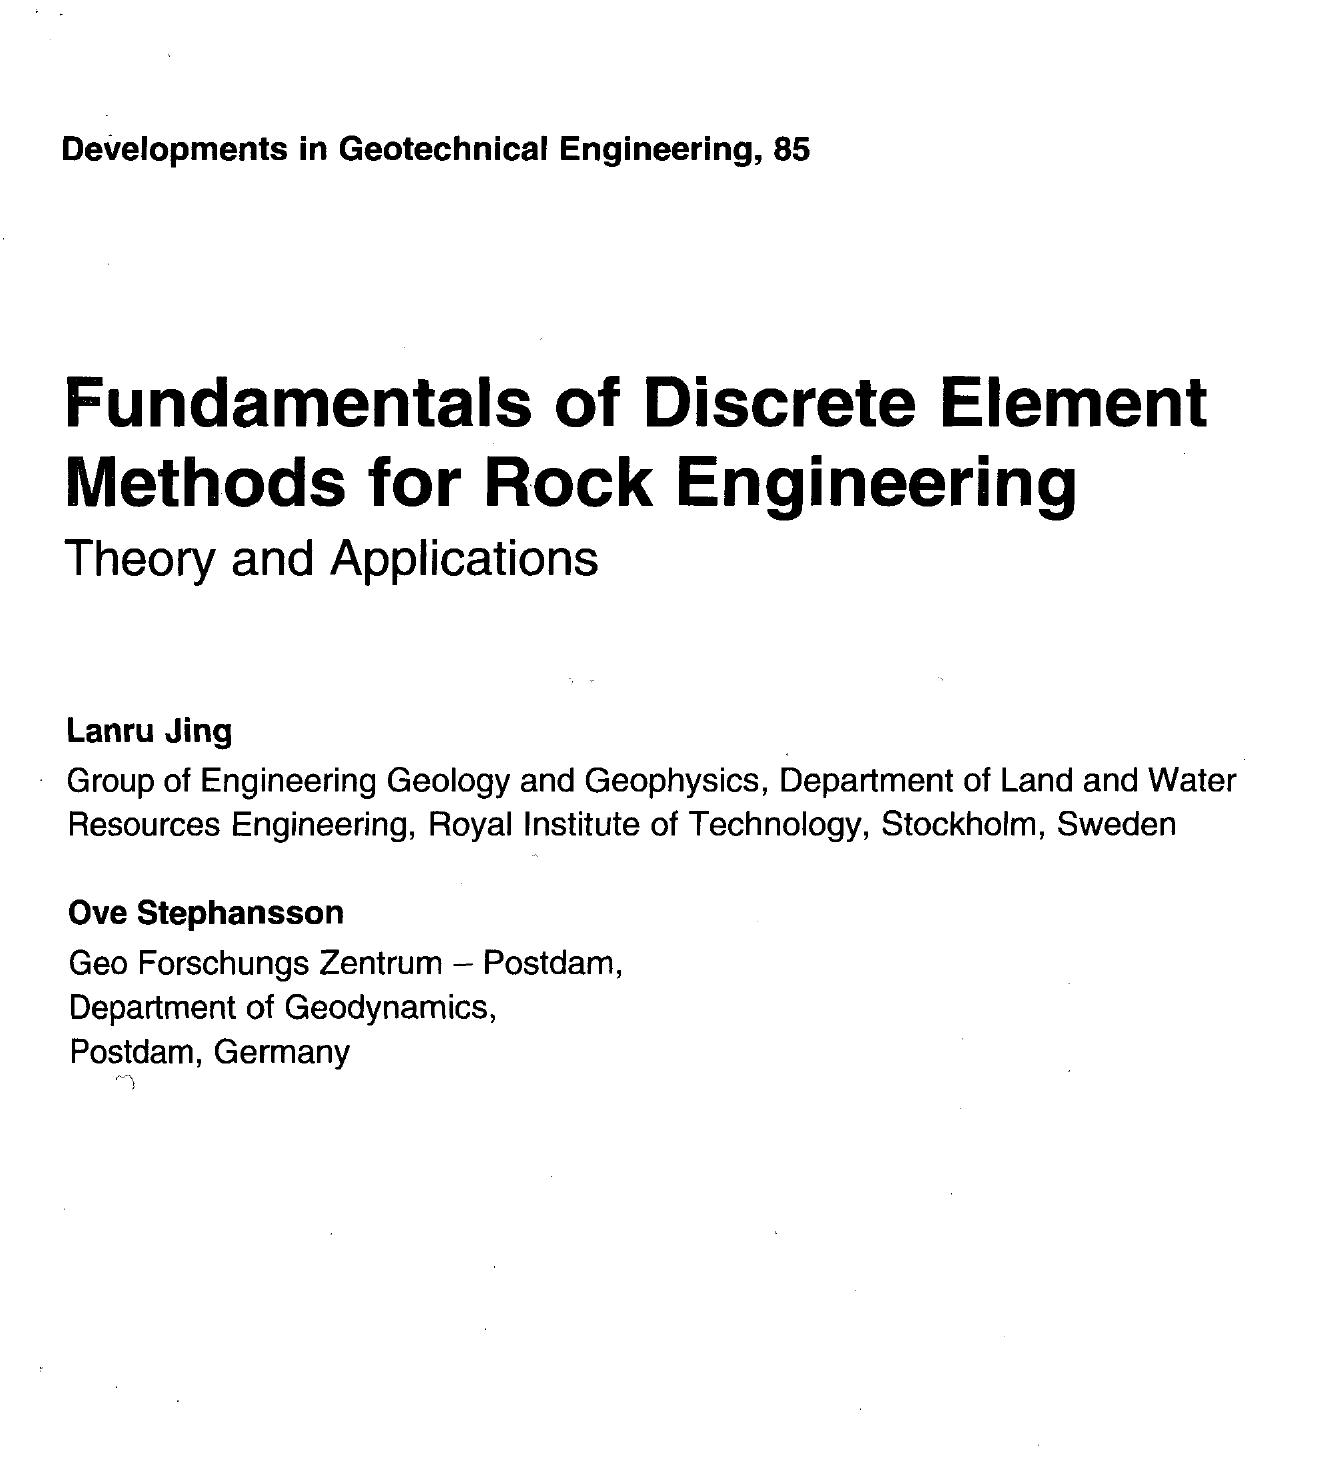 Developments in Geotechnical Engineering, 85
Fundamentals of Discrete Element
Methods for Rock Engineering
Theory and Applications
Lanru Jing
Group of Engineering Geology and Geophysics, Department of Land and Water
Resources Engineering, Royal Institute of Technology, Stockholm, Sweden
Ove Stephansson
Geo Forschungs Zentrum – Postdam,
Department of Geodynamics,
Postdam, Germany